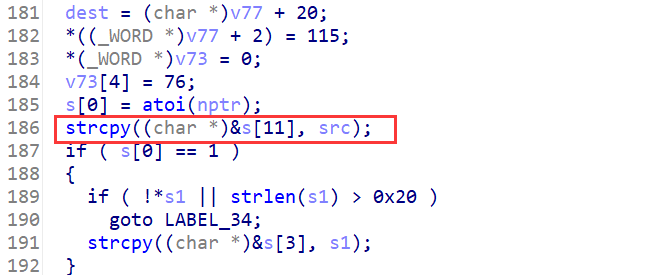 181 dest = (char *)v77 + 20;
182 *((_WORD *)v77 + 2) = 115;
183 *(_WORD *)v73 = 0;
184 v73[4] = 76;
185 s[0] = atoi(nptr);
186 strcpy((char *)&s[11], src);
187 if ( s[0] == 1 )
188 {
189 if ( !*s1 || strlen(s1) > 0x20 )
190 goto LABEL_34;
191 strcpy((char *)&s[3], s1);
192 }